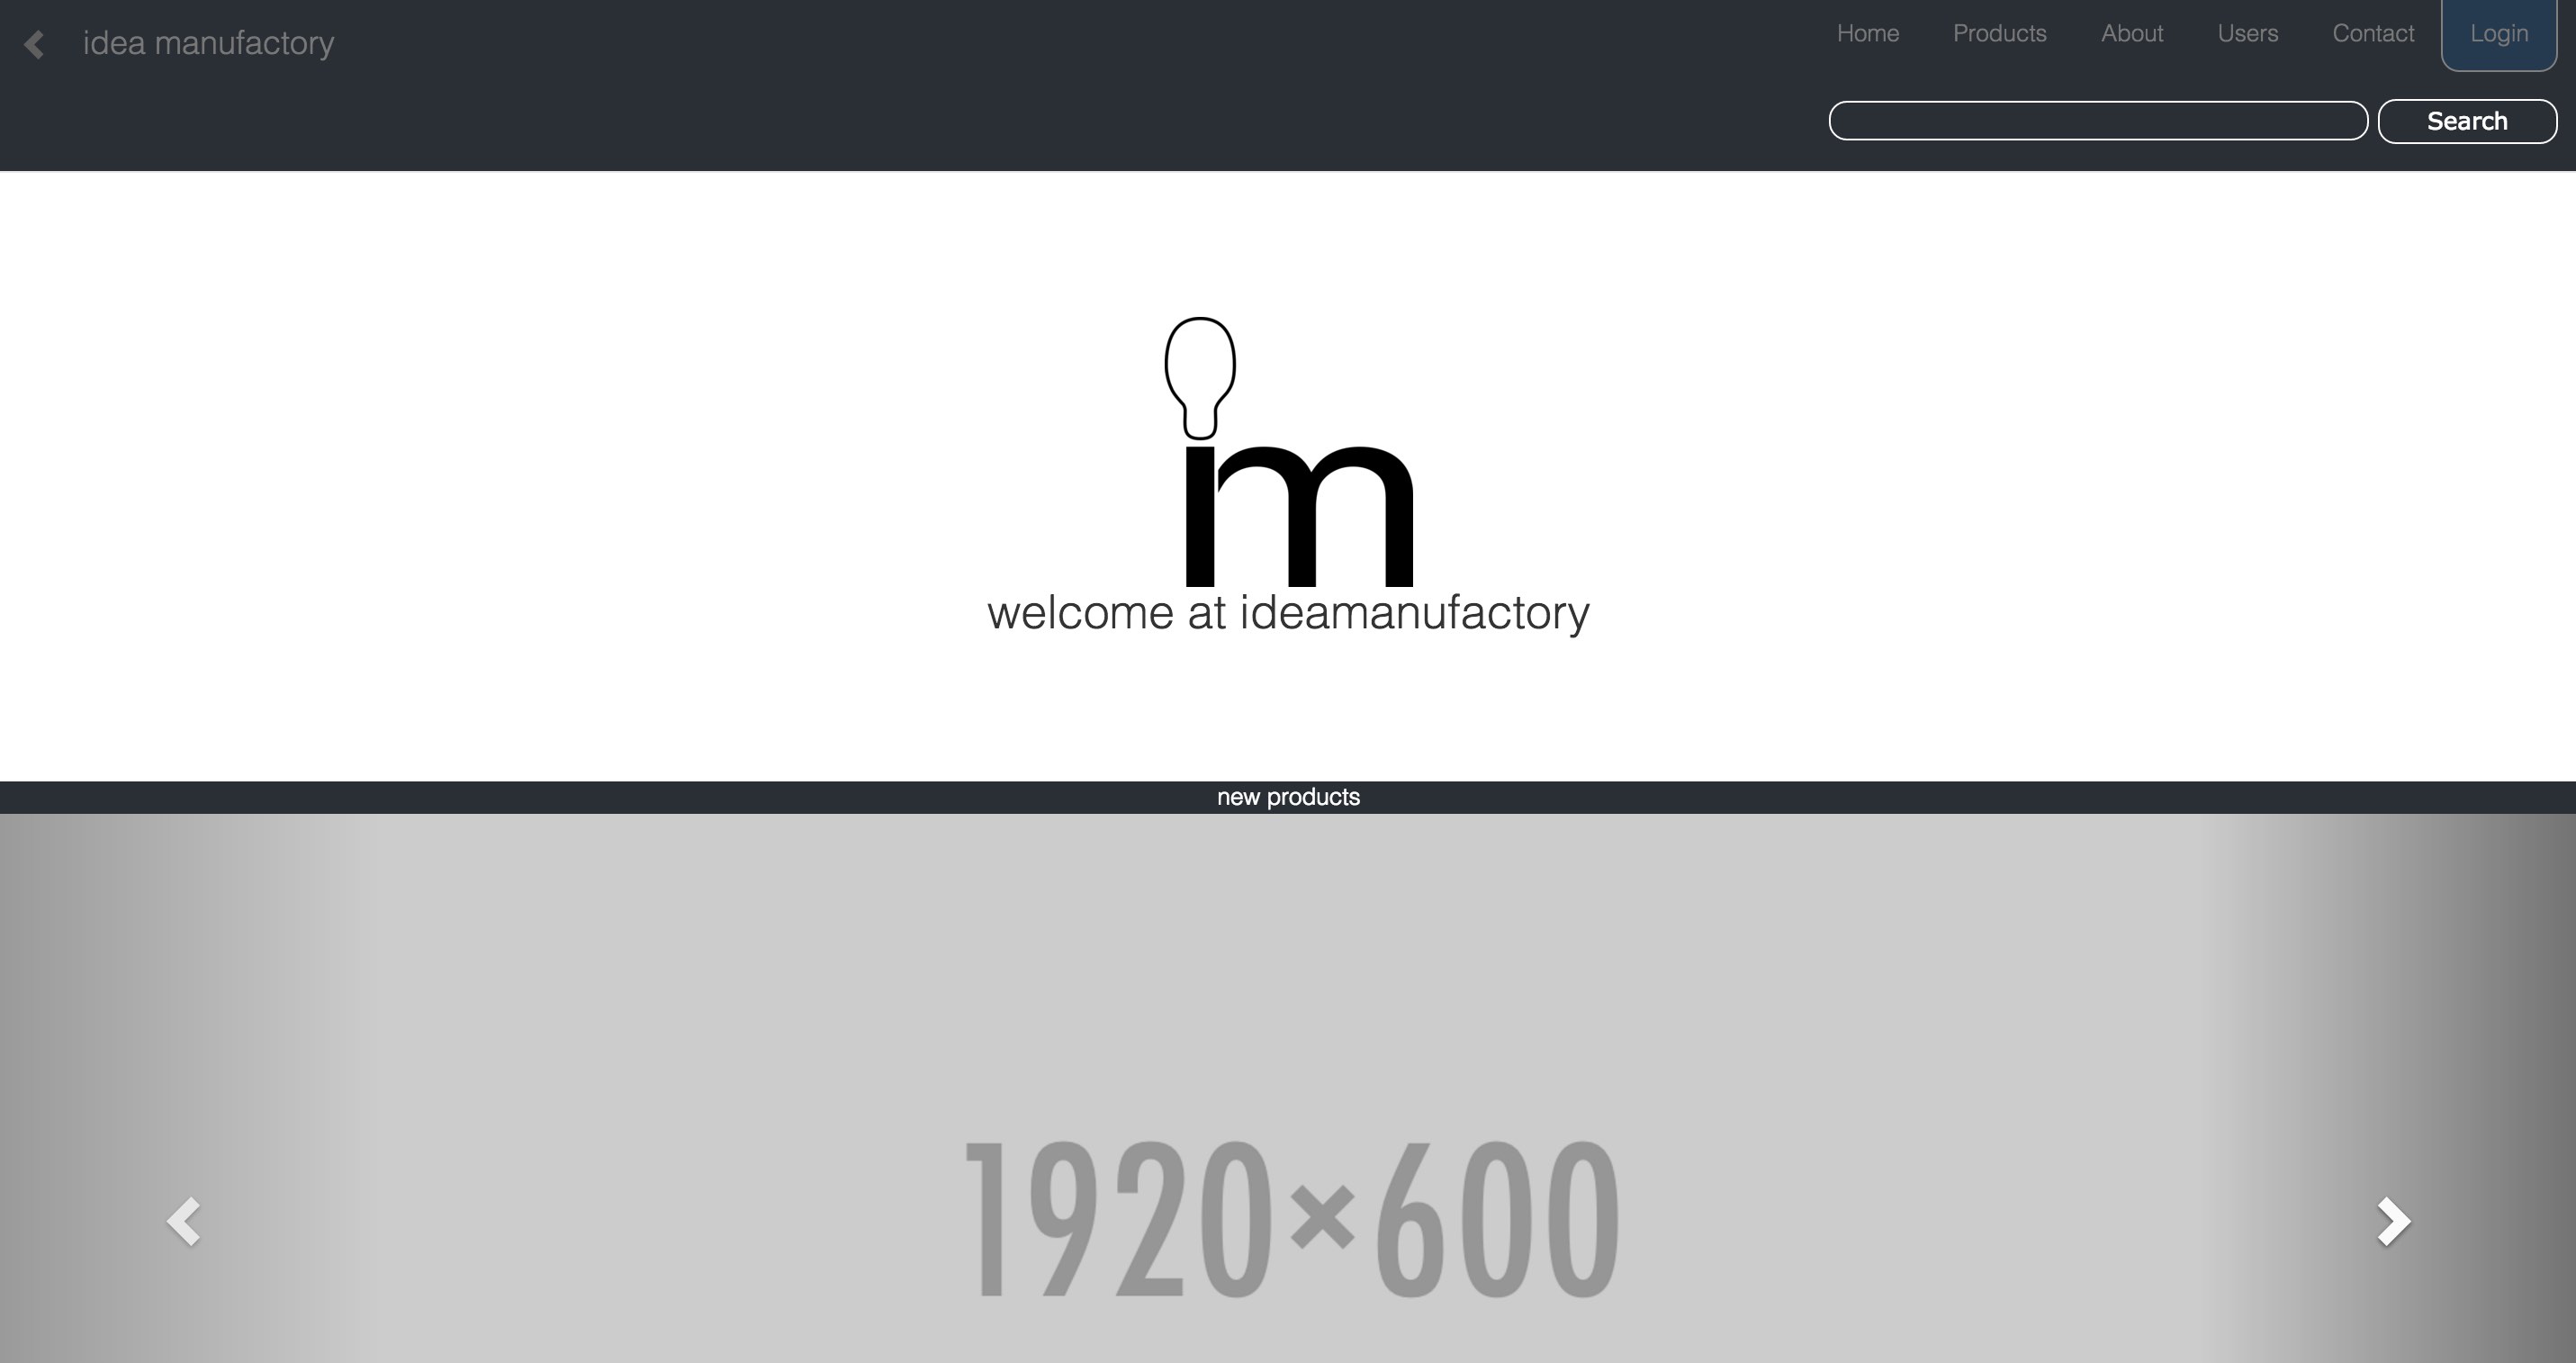 idea manufactory
Home Products About Users Contact Login
Search
im
welcome at ideamanufactory
new products
1920×600